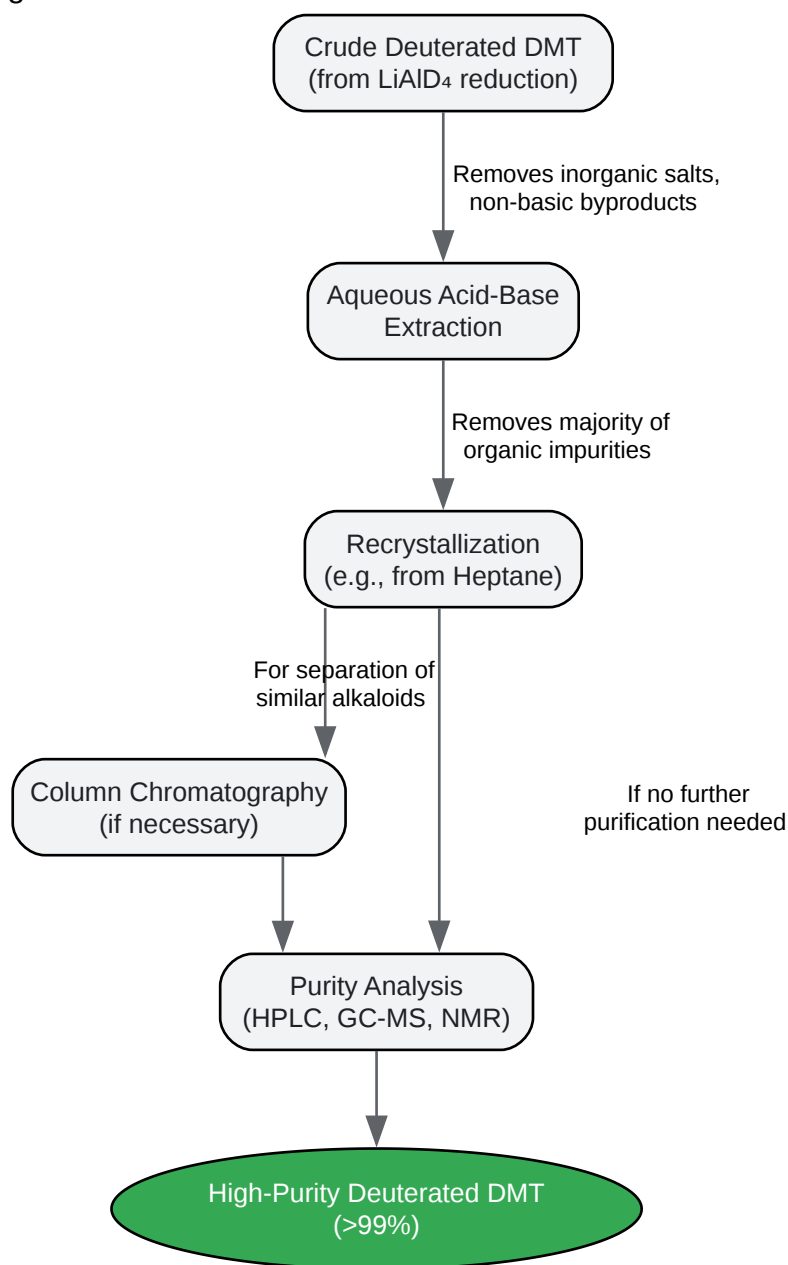 Crude Deuterated DMT
(from LiAlD₄ reduction)
Removes inorganic salts,
non-basic byproducts
Aqueous Acid-Base
Extraction
Removes majority of
organic impurities
Recrystallization
(e.g., from Heptane)
For separation of
similar alkaloids
Column Chromatography
(if necessary)
If no further
purification needed
Purity Analysis
(HPLC, GC-MS, NMR)
High-Purity Deuterated DMT
(>99%)